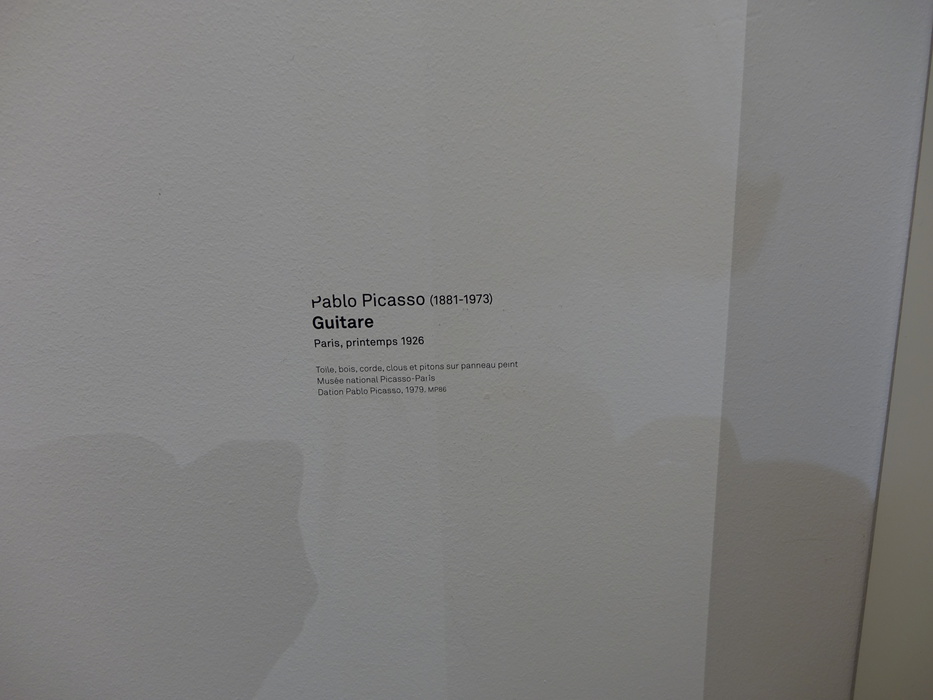 Pablo Picasso (1881-1973)
Guitare
Paris, printemps 1926
Toile, bois, corde, clous et pitons sur panneau peint
Musée national Picasso-Paris
Dation Pablo Picasso, 1979. MP86